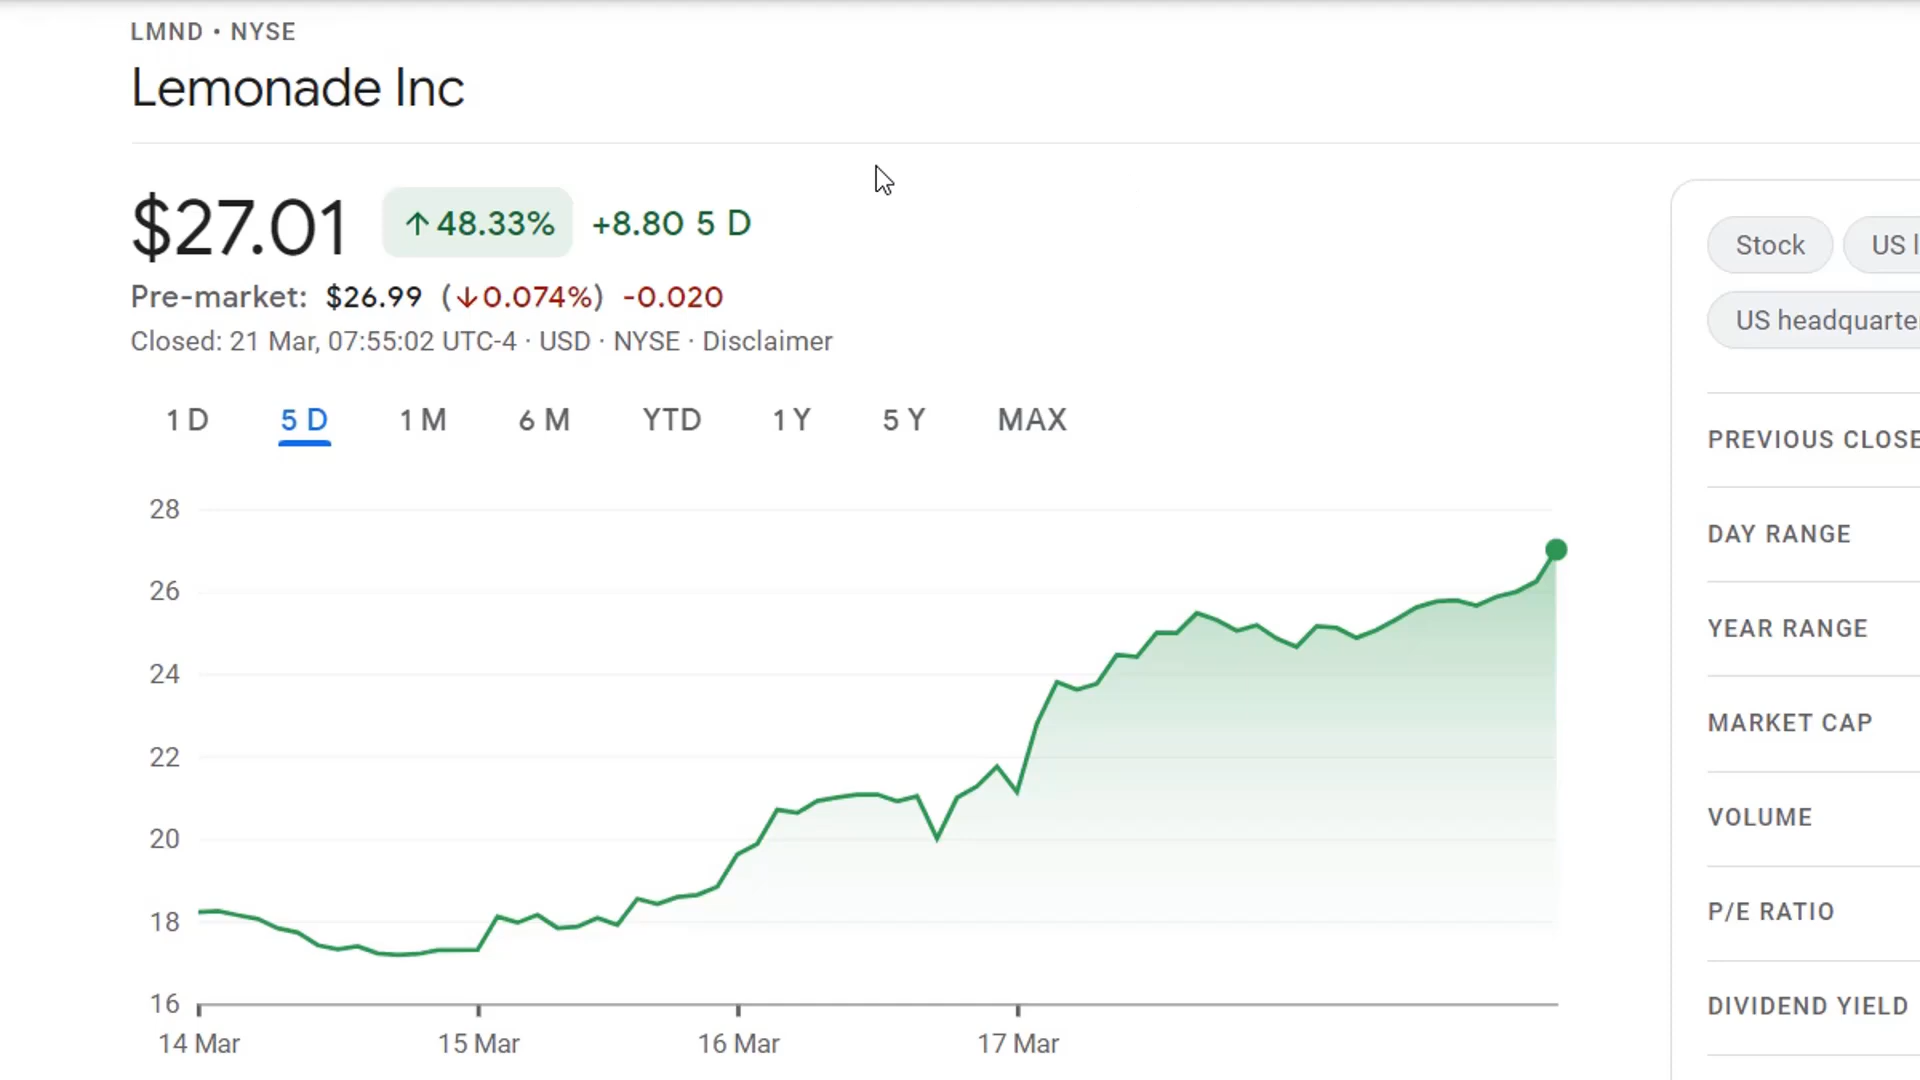 LMND • NYSE
Lemonade Inc
$27.01 ↑48.33% +8.80 5 D
Pre-market: $26.99 (↓0.074%) -0.020
Closed: 21 Mar, 07:55:02 UTC-4 · USD · NYSE · Disclaimer
1 D 5 D 1 M 6 M YTD 1 Y 5 Y MAX
28
26
24
22
20
18
16
14 Mar 15 Mar 16 Mar 17 Mar
Stock US l
US headquarte
PREVIOUS CLOSE
DAY RANGE
YEAR RANGE
MARKET CAP
VOLUME
P/E RATIO
DIVIDEND YIELD